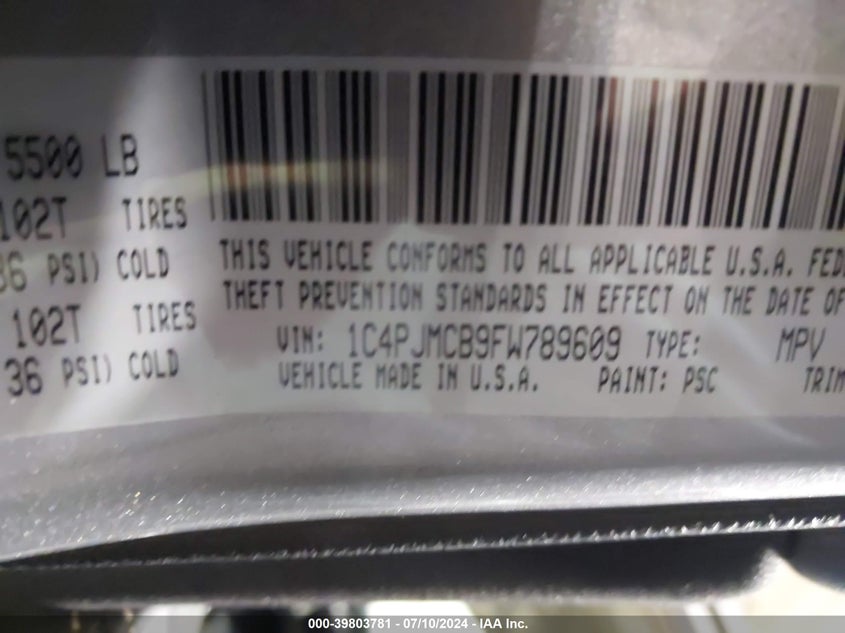 5500 LB
102T TIRES
36 PSI) COLD
102T TIRES
36 PSI) COLD
THIS VEHICLE CONFORMS TO ALL APPLICABLE U.S.A. FEDE
THEFT PREVENTION STANDARDS IN EFFECT ON THE DATE OF
VIN: 1C4PJMCB9FW789609 TYPE: MPV
VEHICLE MADE IN U.S.A. PAINT: PSC TRIM
000-39803781 - 07/10/2024 - IAA Inc.